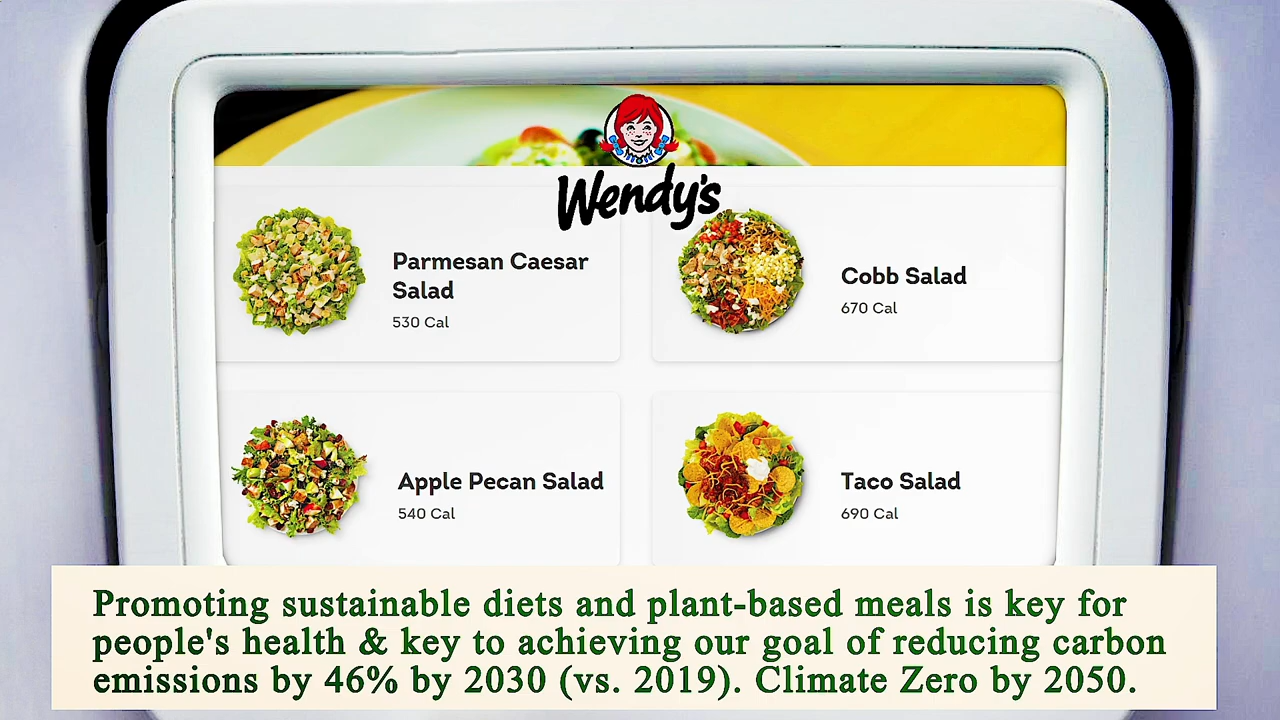 Wendy's
Parmesan Caesar
Salad
530 Cal
Cobb Salad
670 Cal
Apple Pecan Salad
540 Cal
Taco Salad
690 Cal
Promoting sustainable diets and plant-based meals is key for
people's health & key to achieving our goal of reducing carbon
emissions by 46% by 2030 (vs. 2019). Climate Zero by 2050.